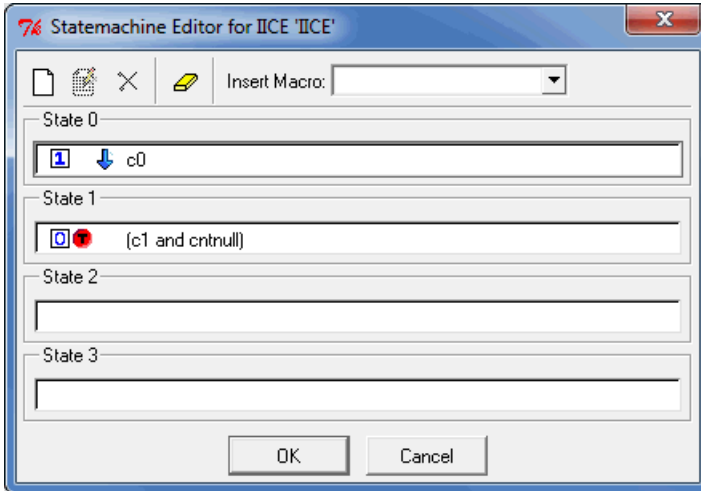 Statemachine Editor for IICE 'IICE'
Insert Macro:
State 0
1 c0
State 1
0 T (c1 and cntnull)
State 2
State 3
OK Cancel